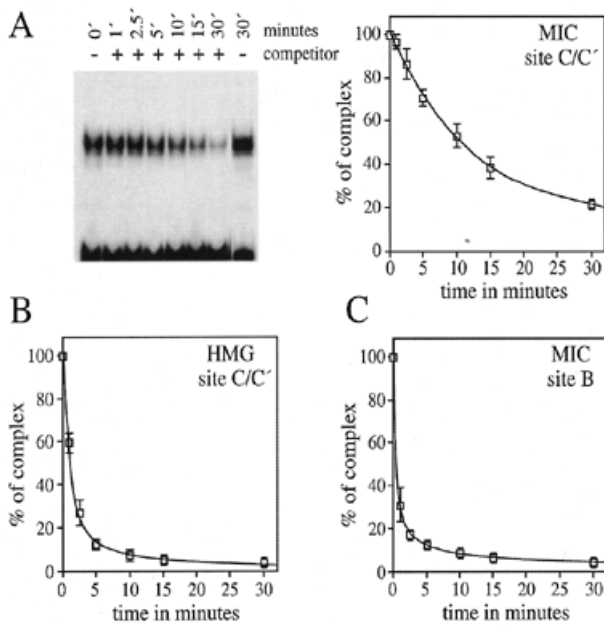 A
0´ 1´ 2.5´ 5´ 10´ 15´ 30´ 30´ minutes
- + + + + + + - competitor
MIC
site C/C´
100
80
60
40
20
0
% of complex
0 5 10 15 20 25 30
time in minutes
B
HMG
site C/C´
100
80
60
40
20
0
% of complex
0 5 10 15 20 25 30
time in minutes
C
MIC
site B
100
80
60
40
20
0
% of complex
0 5 10 15 20 25 30
time in minutes